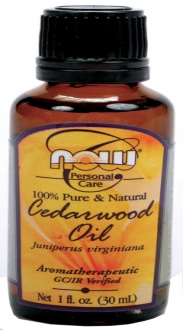 NOW
Personal
Care
100% Pure & Natural
Cedarwood
Oil
Juniperus virginiana
Aromatherapeutic
GC/IR Verified
Net 1 fl. oz. (30 mL.)